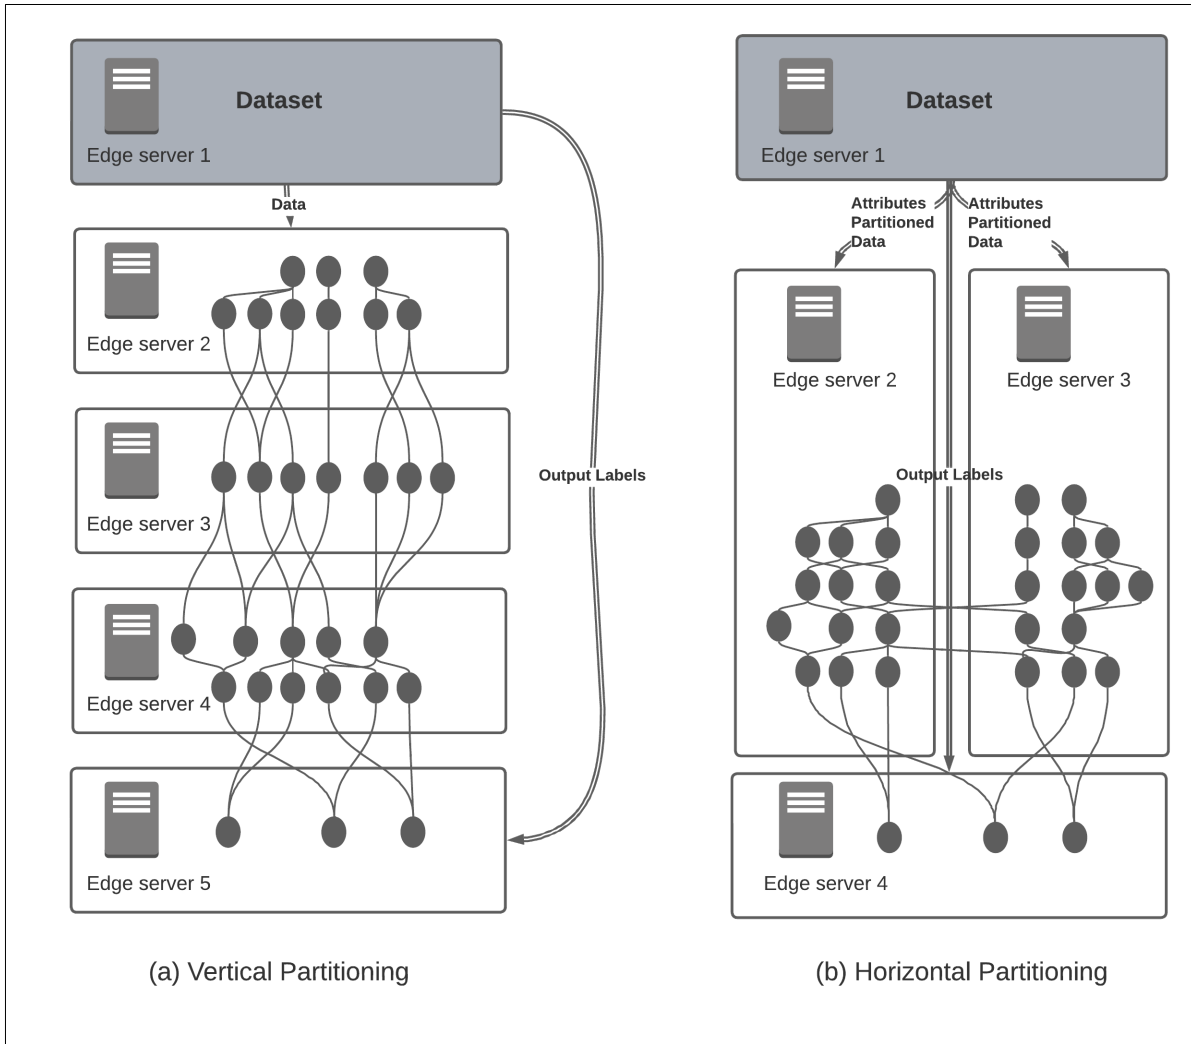 Dataset
Edge server 1
Data
Edge server 2
Edge server 3
Output Labels
Edge server 4
Edge server 5
(a) Vertical Partitioning
Dataset
Edge server 1
Attributes
Partitioned
Data
Attributes
Partitioned
Data
Edge server 2
Edge server 3
Output Labels
Edge server 4
(b) Horizontal Partitioning